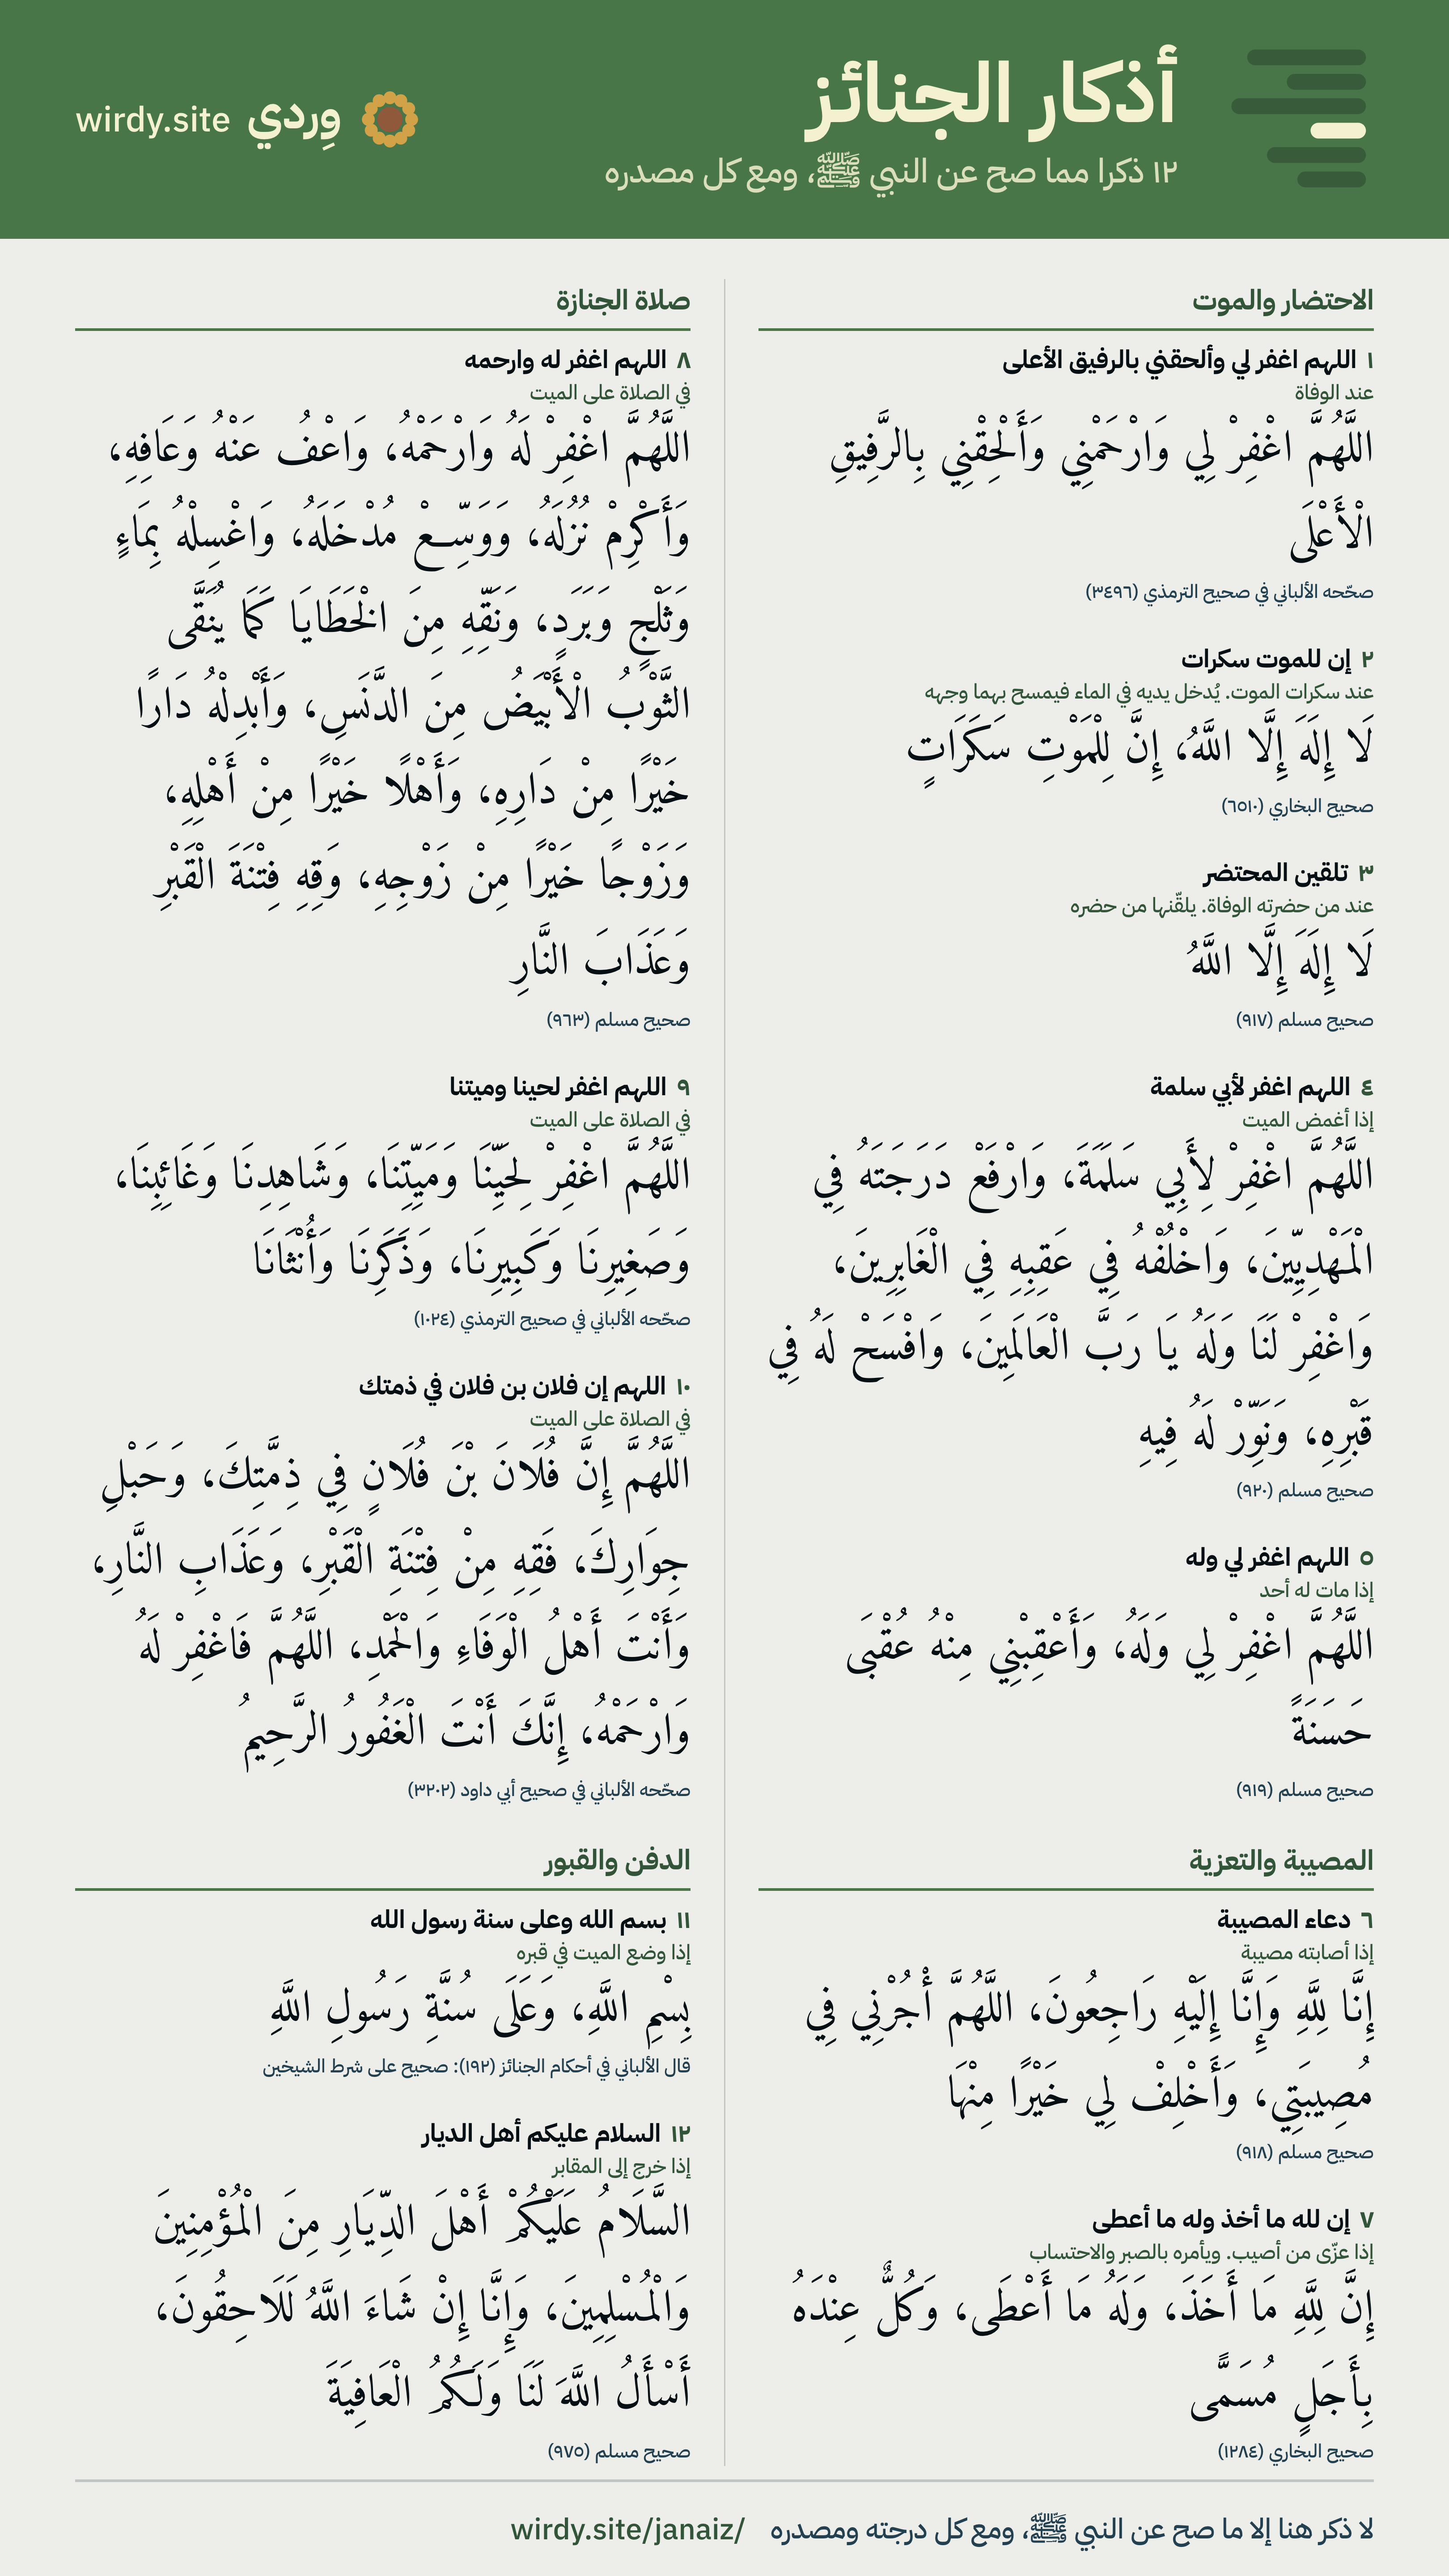 أذكار الجنائز
١٢ ذكرا مما صح عن النبي ﷺ، ومع كل مصدره
وِردي wirdy.site
الاحتضار والموت
١ اللهم اغفر لي وألحقني بالرفيق الأعلى
عند الوفاة
اللَّهُمَّ اغْفِرْ لِي وَارْحَمْنِي وَأَلْحِقْنِي بِالرَّفِيقِ
الْأَعْلَى
صحّحه الألباني في صحيح الترمذي (٣٤٩٦)
٢ إن للموت سكرات
عند سكرات الموت. يُدخل يديه في الماء فيمسح بهما وجهه
لَا إِلَهَ إِلَّا اللَّهُ، إِنَّ لِلْمَوْتِ سَكَرَاتٍ
صحيح البخاري (٦٥١٠)
٣ تلقين المحتضر
عند من حضرته الوفاة. يلقّنها من حضره
لَا إِلَهَ إِلَّا اللَّهُ
صحيح مسلم (٩١٧)
٤ اللهم اغفر لأبي سلمة
إذا أغمض الميت
اللَّهُمَّ اغْفِرْ لِأَبِي سَلَمَةَ، وَارْفَعْ دَرَجَتَهُ فِي
الْمَهْدِيِّينَ، وَاخْلُفْهُ فِي عَقِبِهِ فِي الْغَابِرِينَ،
وَاغْفِرْ لَنَا وَلَهُ يَا رَبَّ الْعَالَمِينَ، وَافْسَحْ لَهُ فِي
قَبْرِهِ، وَنَوِّرْ لَهُ فِيهِ
صحيح مسلم (٩٢٠)
٥ اللهم اغفر لي وله
إذا مات له أحد
اللَّهُمَّ اغْفِرْ لِي وَلَهُ، وَأَعْقِبْنِي مِنْهُ عُقْبَى
حَسَنَةً
صحيح مسلم (٩١٩)
المصيبة والتعزية
٦ دعاء المصيبة
إذا أصابته مصيبة
إِنَّا لِلَّهِ وَإِنَّا إِلَيْهِ رَاجِعُونَ، اللَّهُمَّ أْجُرْنِي فِي
مُصِيبَتِي، وَأَخْلِفْ لِي خَيْرًا مِنْهَا
صحيح مسلم (٩١٨)
٧ إن لله ما أخذ وله ما أعطى
إذا عزّى من أصيب. ويأمره بالصبر والاحتساب
إِنَّ لِلَّهِ مَا أَخَذَ، وَلَهُ مَا أَعْطَى، وَكُلٌّ عِنْدَهُ
بِأَجَلٍ مُسَمًّى
صحيح البخاري (١٢٨٤)
صلاة الجنازة
٨ اللهم اغفر له وارحمه
في الصلاة على الميت
اللَّهُمَّ اغْفِرْ لَهُ وَارْحَمْهُ، وَاعْفُ عَنْهُ وَعَافِهِ،
وَأَكْرِمْ نُزُلَهُ، وَوَسِّعْ مُدْخَلَهُ، وَاغْسِلْهُ بِمَاءٍ
وَثَلْجٍ وَبَرَدٍ، وَنَقِّهِ مِنَ الْخَطَايَا كَمَا يُنَقَّى
الثَّوْبُ الْأَبْيَضُ مِنَ الدَّنَسِ، وَأَبْدِلْهُ دَارًا
خَيْرًا مِنْ دَارِهِ، وَأَهْلًا خَيْرًا مِنْ أَهْلِهِ،
وَزَوْجًا خَيْرًا مِنْ زَوْجِهِ، وَقِهِ فِتْنَةَ الْقَبْرِ
وَعَذَابَ النَّارِ
صحيح مسلم (٩٦٣)
٩ اللهم اغفر لحينا وميتنا
في الصلاة على الميت
اللَّهُمَّ اغْفِرْ لِحَيِّنَا وَمَيِّتِنَا، وَشَاهِدِنَا وَغَائِبِنَا،
وَصَغِيرِنَا وَكَبِيرِنَا، وَذَكَرِنَا وَأُنْثَانَا
صحّحه الألباني في صحيح الترمذي (١٠٢٤)
١٠ اللهم إن فلان بن فلان في ذمتك
في الصلاة على الميت
اللَّهُمَّ إِنَّ فُلَانَ بْنَ فُلَانٍ فِي ذِمَّتِكَ، وَحَبْلِ
جِوَارِكَ، فَقِهِ مِنْ فِتْنَةِ الْقَبْرِ، وَعَذَابِ النَّارِ،
وَأَنْتَ أَهْلُ الْوَفَاءِ وَالْحَمْدِ، اللَّهُمَّ فَاغْفِرْ لَهُ
وَارْحَمْهُ، إِنَّكَ أَنْتَ الْغَفُورُ الرَّحِيمُ
صحّحه الألباني في صحيح أبي داود (٣٢٠٢)
الدفن والقبور
١١ بسم الله وعلى سنة رسول الله
إذا وضع الميت في قبره
بِسْمِ اللَّهِ، وَعَلَى سُنَّةِ رَسُولِ اللَّهِ
قال الألباني في أحكام الجنائز (١٩٢): صحيح على شرط الشيخين
١٢ السلام عليكم أهل الديار
إذا خرج إلى المقابر
السَّلَامُ عَلَيْكُمْ أَهْلَ الدِّيَارِ مِنَ الْمُؤْمِنِينَ
وَالْمُسْلِمِينَ، وَإِنَّا إِنْ شَاءَ اللَّهُ لَلَاحِقُونَ،
أَسْأَلُ اللَّهَ لَنَا وَلَكُمُ الْعَافِيَةَ
صحيح مسلم (٩٧٥)
لا ذكر هنا إلا ما صح عن النبي ﷺ، ومع كل درجته ومصدره wirdy.site/janaiz/